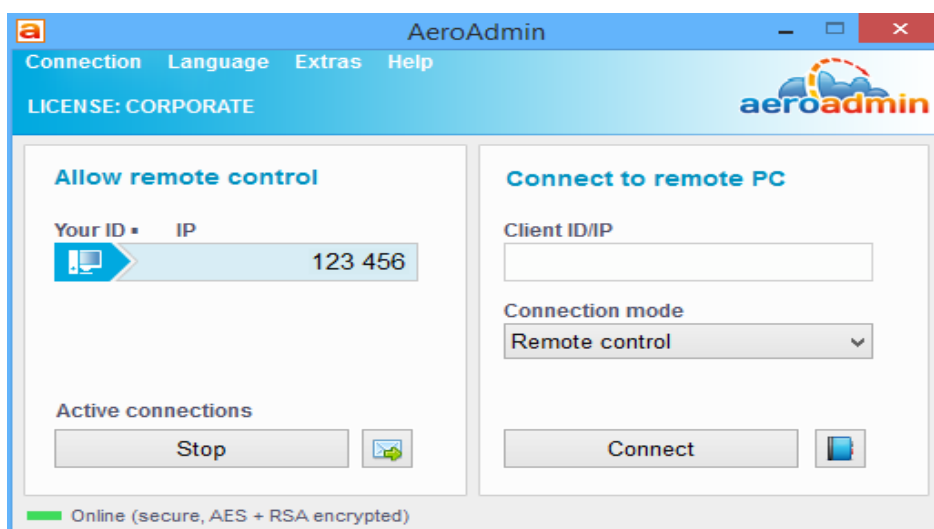 a AeroAdmin
Connection Language Extras Help
LICENSE: CORPORATE
aeroadmin
Allow remote control
Your ID ▪ IP
123 456
Active connections
Stop
Connect to remote PC
Client ID/IP
Connection mode
Remote control
Connect
Online (secure, AES + RSA encrypted)